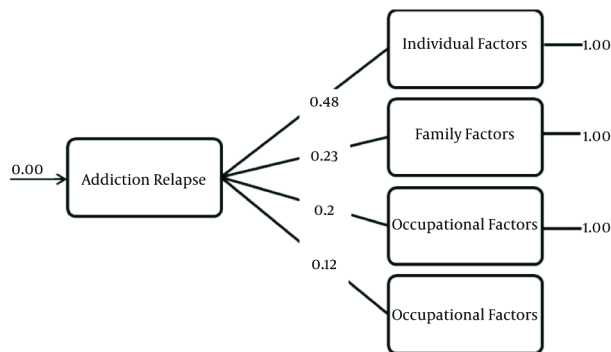 Individual Factors
1.00
0.48
Family Factors
1.00
0.23
0.00
Addiction Relapse
0.2
Occupational Factors
1.00
0.12
Occupational Factors